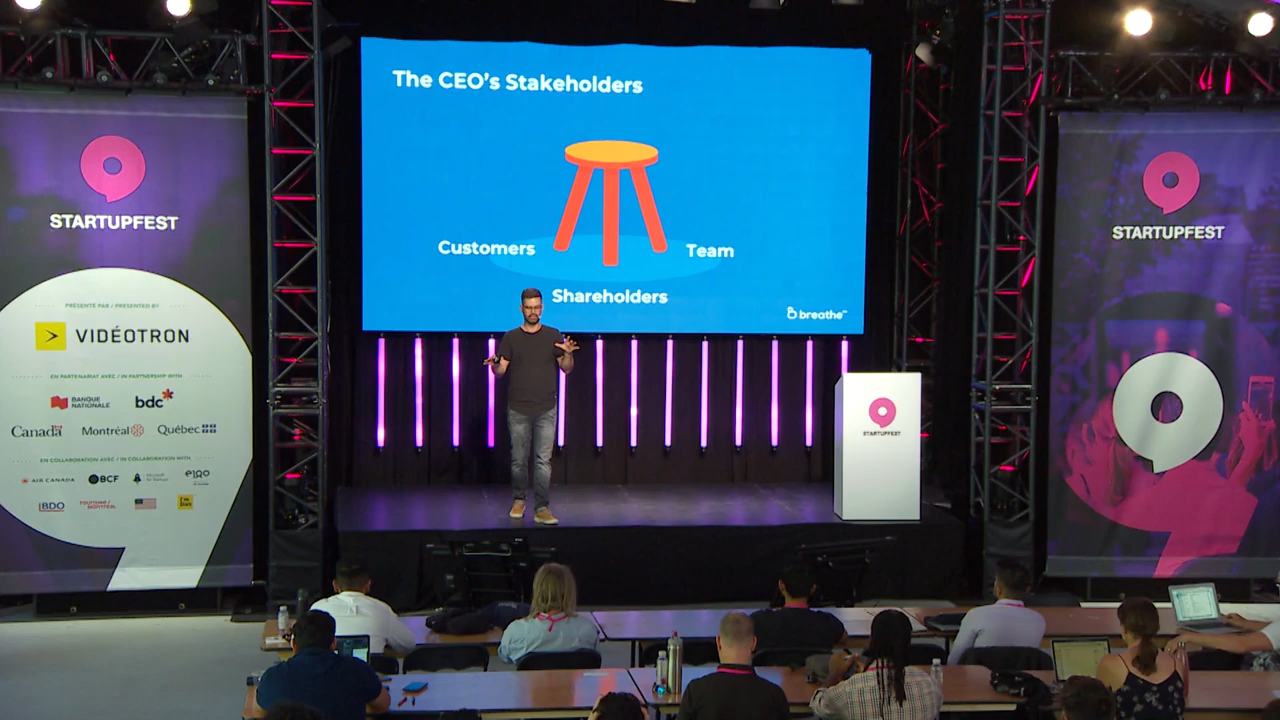 The CEO's Stakeholders
Customers
Team
Shareholders
breathe
STARTUPFEST
PRÉSENTÉ PAR / PRESENTED BY
VIDÉOTRON
EN PARTENARIAT AVEC / IN PARTNERSHIP WITH
BANQUE NATIONALE
bdc
Canada
Montréal
Québec
EN COLLABORATION AVEC / IN COLLABORATION WITH
AIR CANADA
BCF
BDO
STARTUPFEST
STARTUPFEST